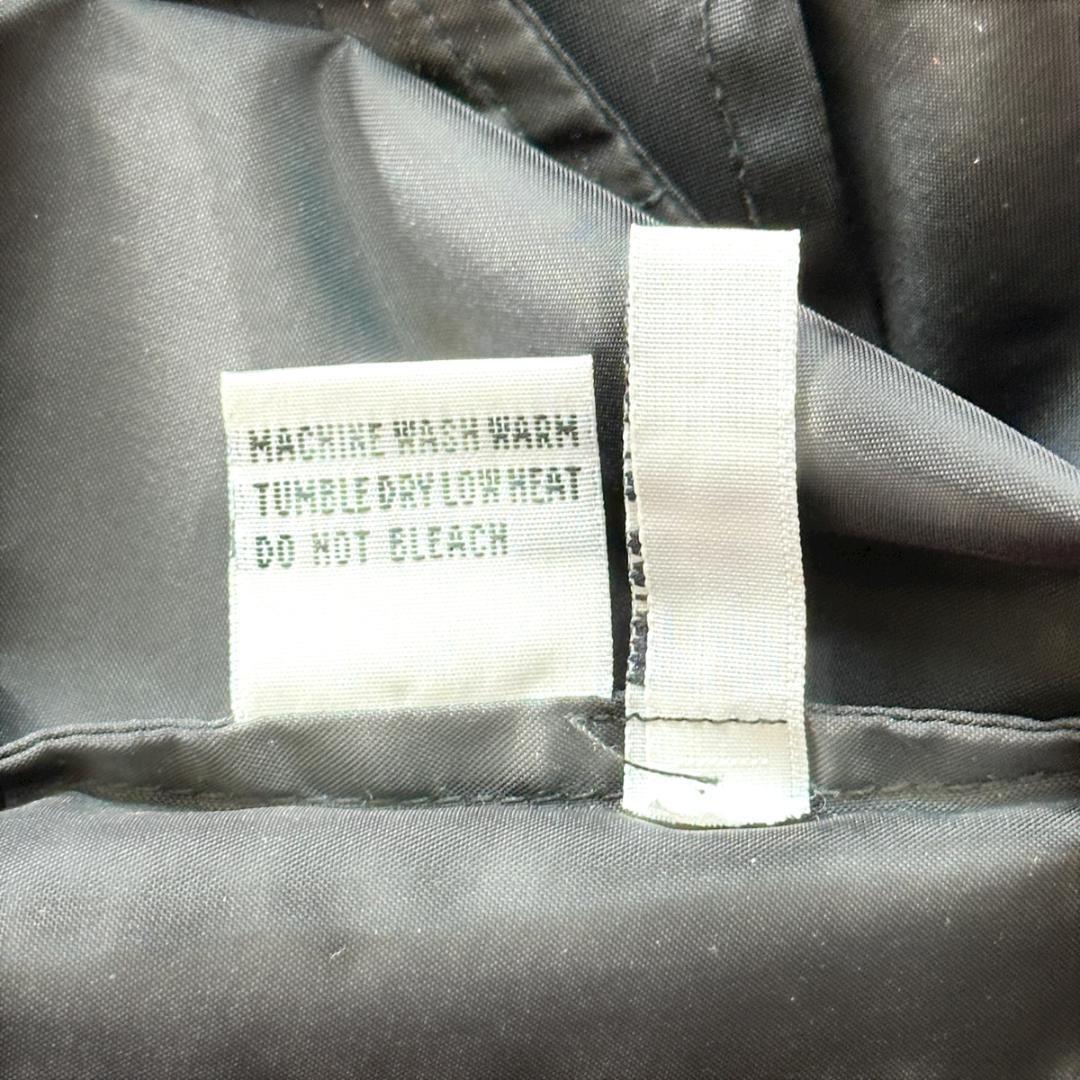 MACHINE WASH WARM
TUMBLE DRY LOW HEAT
DO NOT BLEACH